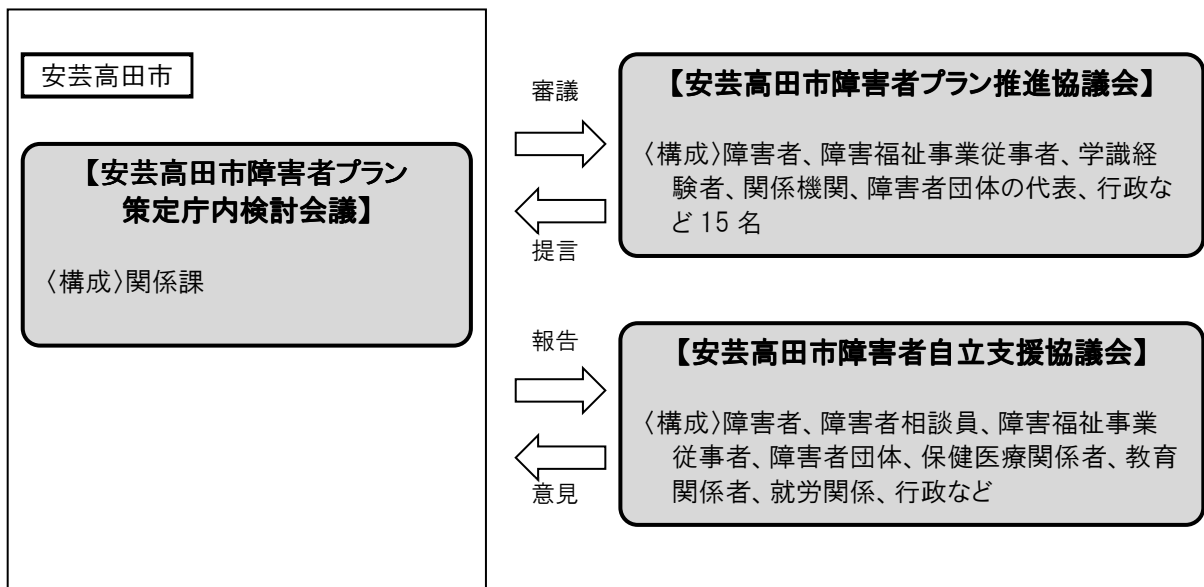 安芸高田市
【安芸高田市障害者プラン
策定庁内検討会議】
〈構成〉関係課
審議
提言
【安芸高田市障害者プラン推進協議会】
〈構成〉障害者、障害福祉事業従事者、学識経
験者、関係機関、障害者団体の代表、行政な
ど 15 名
報告
意見
【安芸高田市障害者自立支援協議会】
〈構成〉障害者、障害者相談員、障害福祉事業
従事者、障害者団体、保健医療関係者、教育
関係者、就労関係、行政など